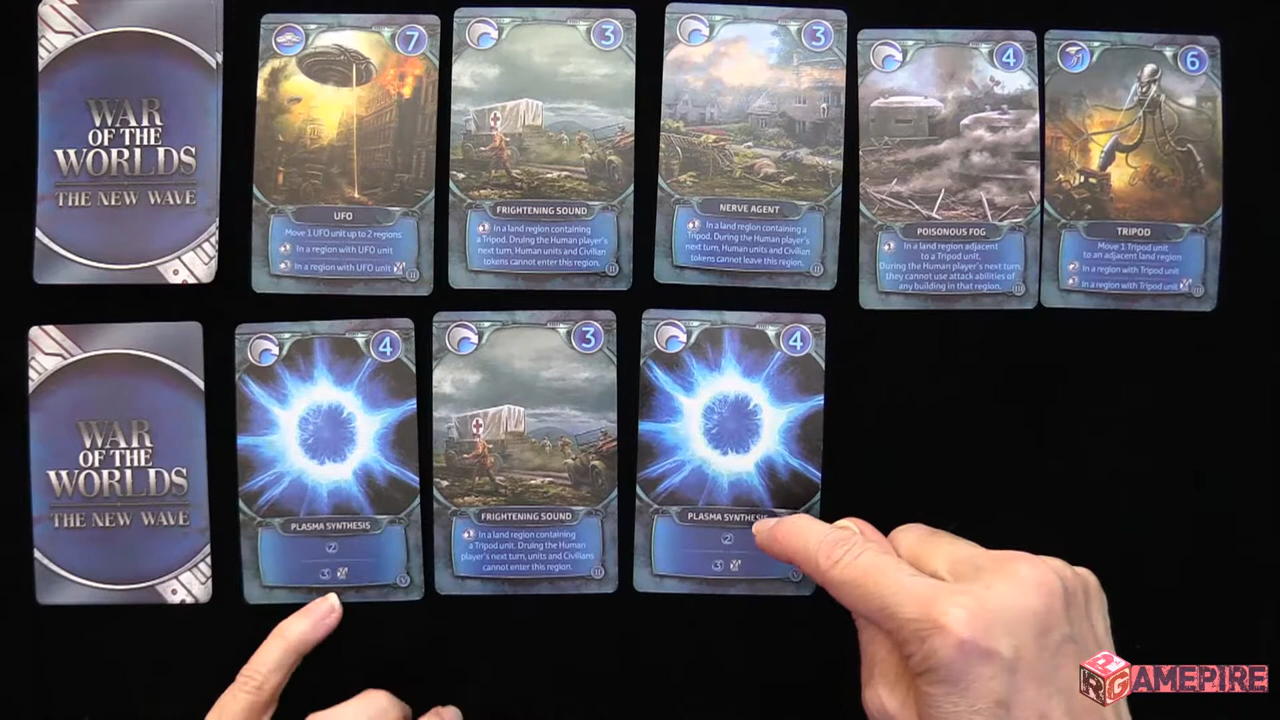 WAR
OF THE
WORLDS
THE NEW WAVE
7
UFO
Move 1 UFO unit up to 2 regions
In a region with UFO unit
In a region with UFO unit
II
3
FRIGHTENING SOUND
In a land region containing
a Tripod. Druing the Human player's
next turn, Human units and Civilian
tokens cannot enter this region.
II
3
NERVE AGENT
In a land region containing a
Tripod. During the Human player's
next turn, Human units and Civilian
tokens cannot leave this region.
II
4
POISONOUS FOG
In a land region adjacent
to a Tripod unit.
During the Human player's next turn,
they cannot use attack abilities of
any building in that region.
III
6
TRIPOD
Move 1 Tripod unit
to an adjacent land region
In a region with Tripod unit
In a region with Tripod unit
III
WAR
OF THE
WORLDS
THE NEW WAVE
4
PLASMA SYNTHESIS
2
3
V
3
FRIGHTENING SOUND
In a land region containing
a Tripod unit. Druing the Human
player's next turn, units and Civilians
cannot enter this region.
II
4
PLASMA SYNTHESIS
2
3
V
GAMEPIRE